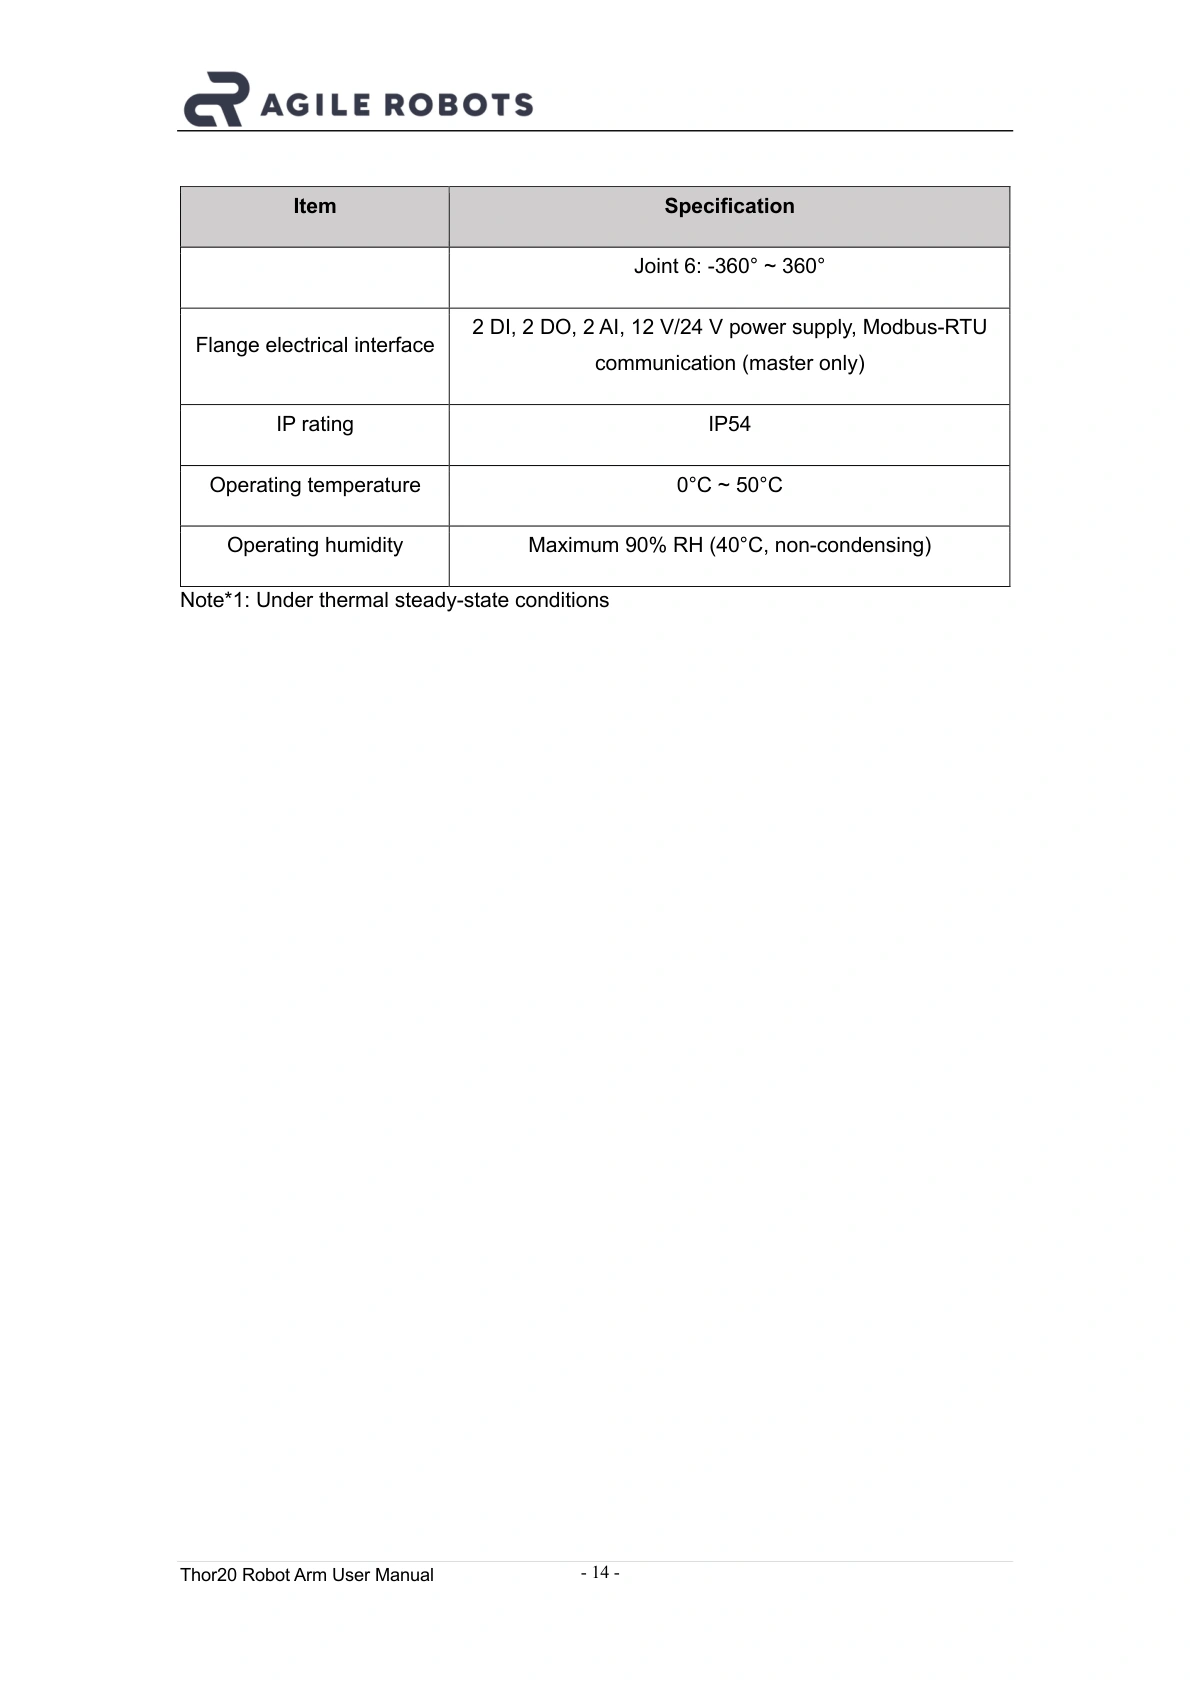 AGILE ROBOTS
Item
Specification
Joint 6: -360° ~ 360°
Flange electrical interface
2 DI, 2 DO, 2 AI, 12 V/24 V power supply, Modbus-RTU
communication (master only)
IP rating
IP54
Operating temperature
0°C ~ 50°C
Operating humidity
Maximum 90% RH (40°C, non-condensing)
Note*1: Under thermal steady-state conditions
Thor20 Robot Arm User Manual
- 14 -